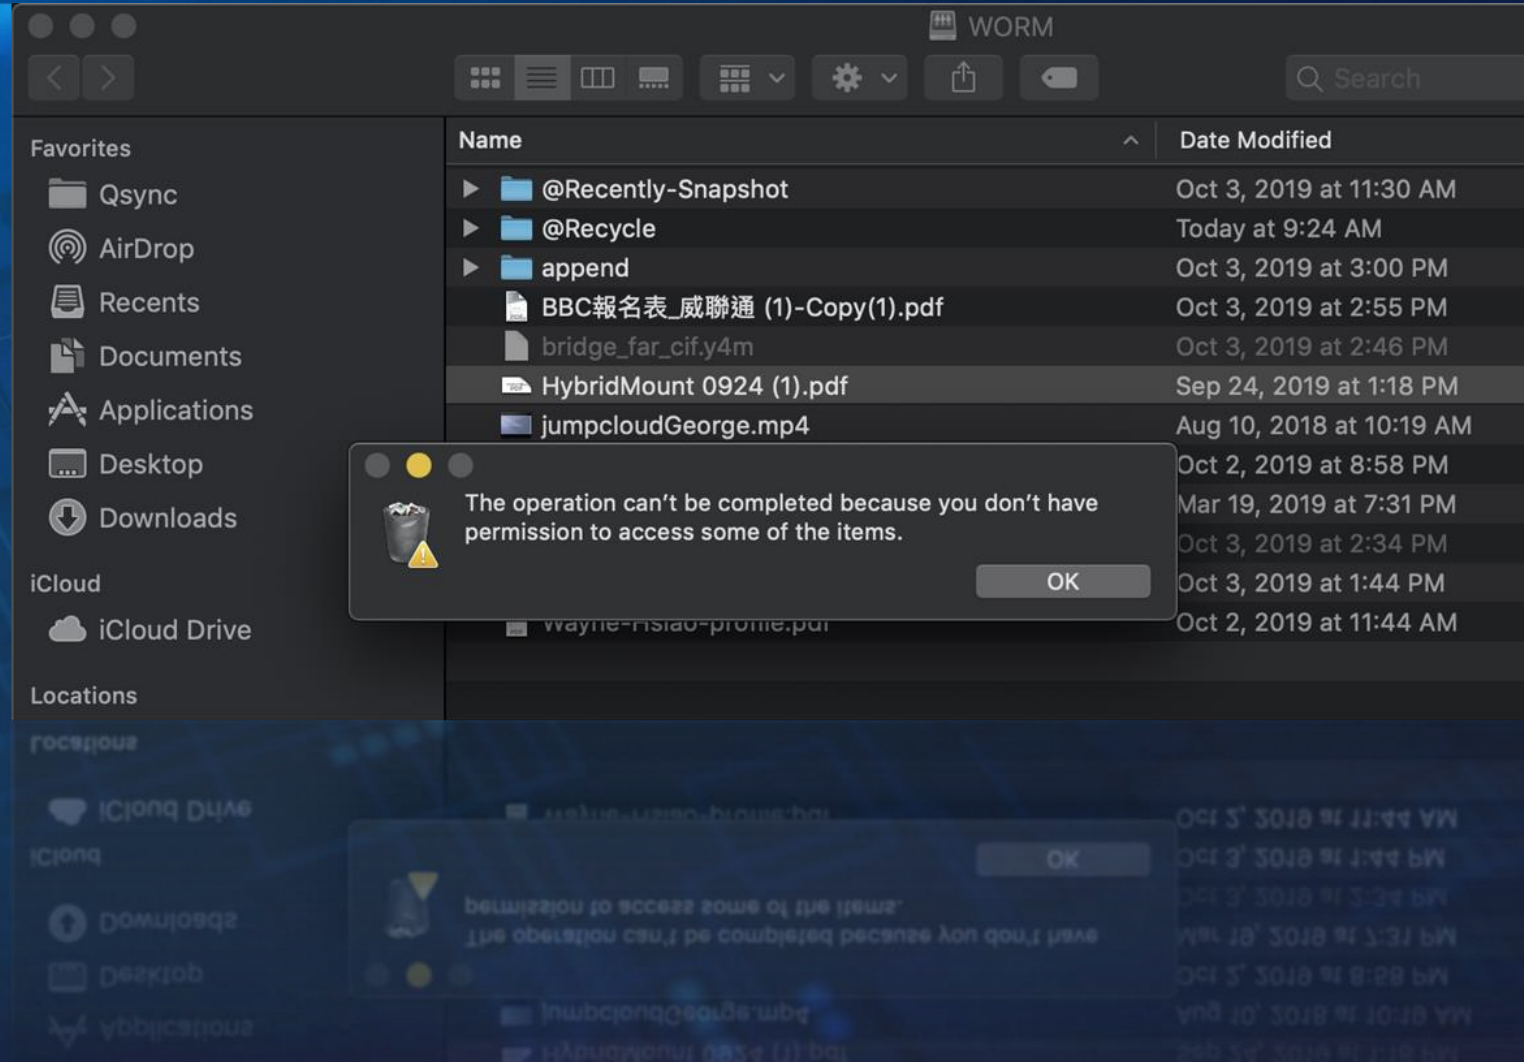 WORM
Search
Name
Date Modified
Favorites
Qsync
AirDrop
Recents
Documents
Applications
Desktop
Downloads
iCloud
iCloud Drive
Locations
@Recently-Snapshot Oct 3, 2019 at 11:30 AM
@Recycle Today at 9:24 AM
append Oct 3, 2019 at 3:00 PM
BBC報名表_威聯通 (1)-Copy(1).pdf Oct 3, 2019 at 2:55 PM
bridge_far_cif.y4m Oct 3, 2019 at 2:46 PM
HybridMount 0924 (1).pdf Sep 24, 2019 at 1:18 PM
jumpcloudGeorge.mp4 Aug 10, 2018 at 10:19 AM
Oct 2, 2019 at 8:58 PM
Mar 19, 2019 at 7:31 PM
Oct 3, 2019 at 2:34 PM
Oct 3, 2019 at 1:44 PM
Wayne-Hsiao-profile.pdf Oct 2, 2019 at 11:44 AM
The operation can't be completed because you don't have
permission to access some of the items.
OK